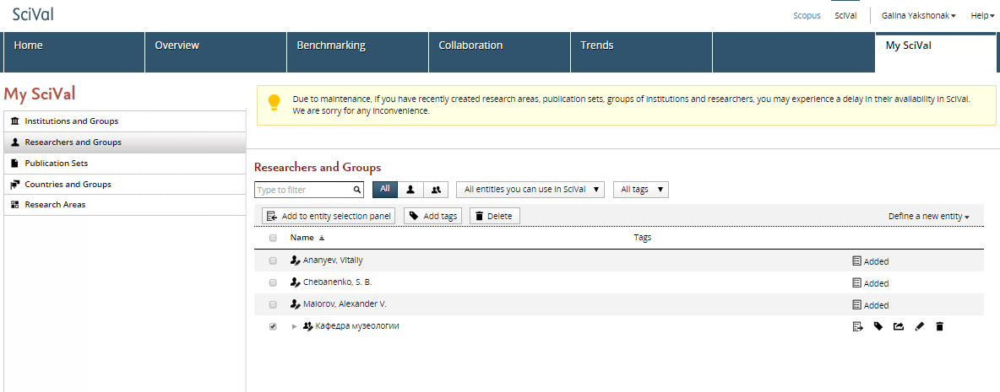 SciVal
Scopus SciVal Galina Yakshonak Help
Home Overview Benchmarking Collaboration Trends My SciVal
My SciVal
Institutions and Groups
Researchers and Groups
Publication Sets
Countries and Groups
Research Areas
Due to maintenance, if you have recently created research areas, publication sets, groups of institutions and researchers, you may experience a delay in their availability in SciVal.
We are sorry for any inconvenience.
Researchers and Groups
Type to filter All All entities you can use in SciVal All tags
Add to entity selection panel Add tags Delete Define a new entity
Name Tags
Ananyev, Vitaliy Added
Chebanenko, S. B. Added
Maiorov, Alexander V. Added
Кафедра музеологии